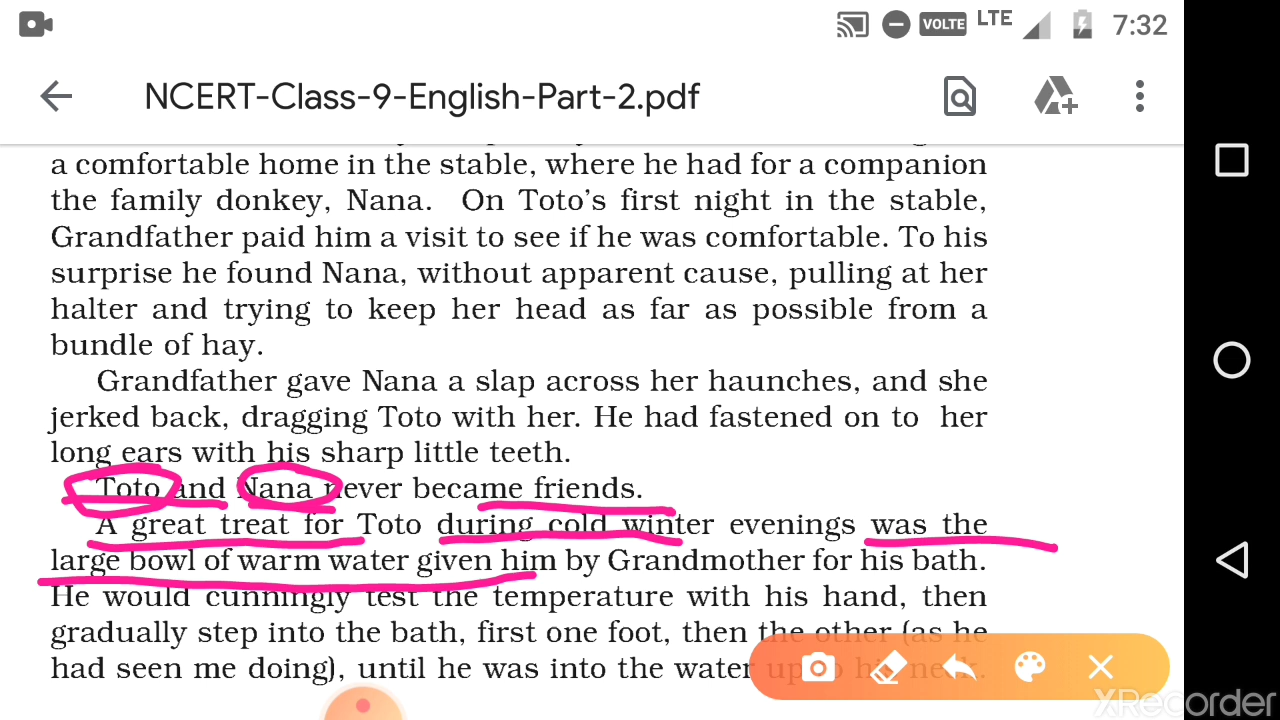 VOLTE LTE 7:32
NCERT-Class-9-English-Part-2.pdf
a comfortable home in the stable, where he had for a companion
the family donkey, Nana. On Toto's first night in the stable,
Grandfather paid him a visit to see if he was comfortable. To his
surprise he found Nana, without apparent cause, pulling at her
halter and trying to keep her head as far as possible from a
bundle of hay.
Grandfather gave Nana a slap across her haunches, and she
jerked back, dragging Toto with her. He had fastened on to her
long ears with his sharp little teeth.
Toto and Nana never became friends.
A great treat for Toto during cold winter evenings was the
large bowl of warm water given him by Grandmother for his bath.
He would cunningly test the temperature with his hand, then
gradually step into the bath, first one foot, then the other (as he
had seen me doing), until he was into the water up to his neck.
XRecorder